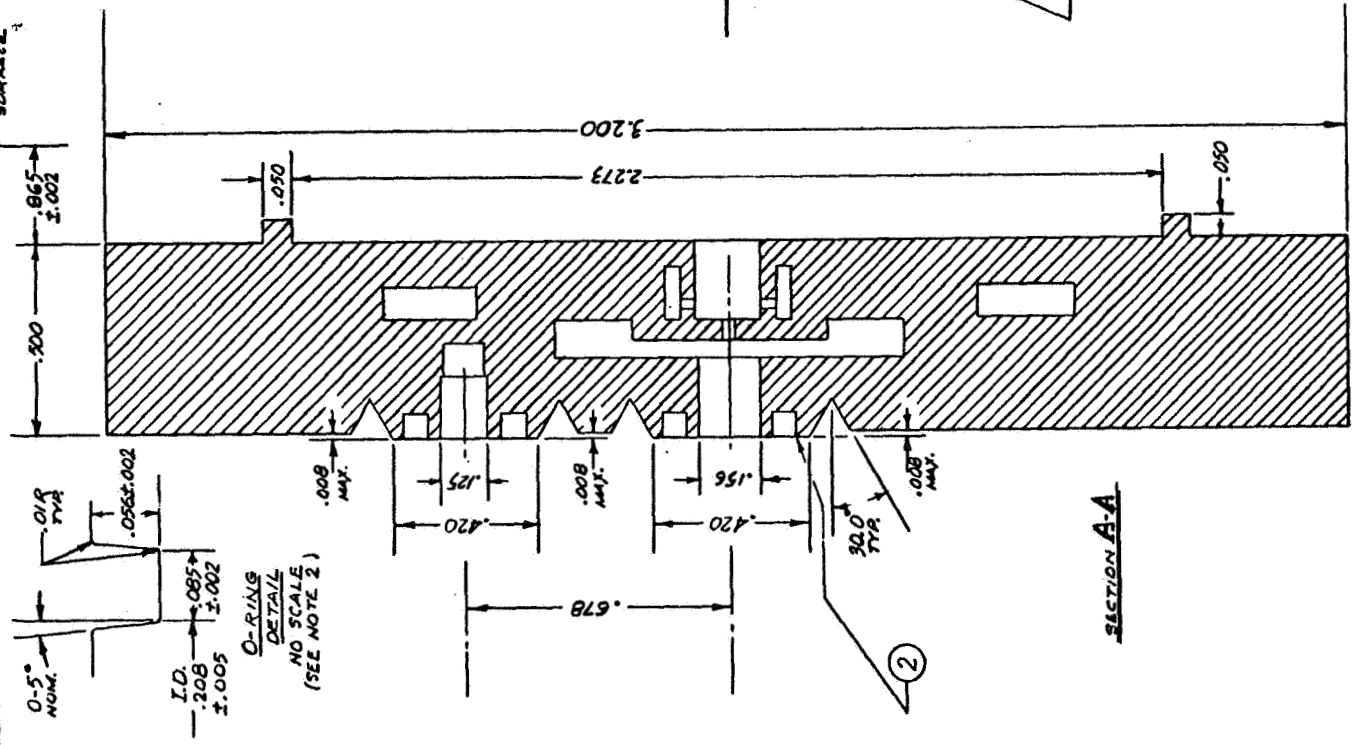 .865
±.002
3.200
2.273
.050
.050
.500
.008
MAX.
.125
.420
.008
MAX.
.156
.420
30.0°
TYP.
.008
MAX.
.678
.01R
TYP.
.056±.002
0-5°
NOM.
.085
±.002
I.D.
.208
±.005
O-RING
DETAIL
NO SCALE
(SEE NOTE 2)
2
SECTION A-A